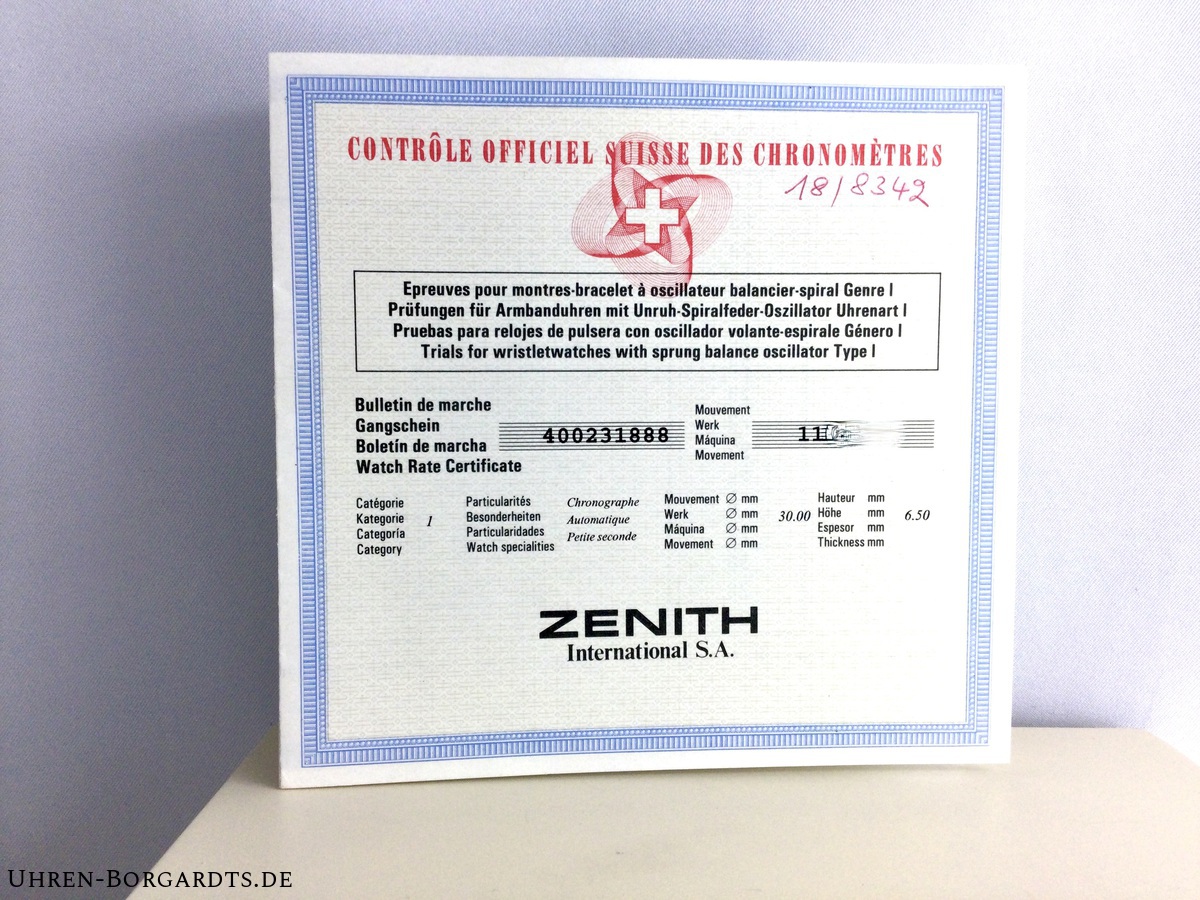 CONTRÔLE OFFICIEL SUISSE DES CHRONOMÈTRES
18/8342
Epreuves pour montres-bracelet à oscillateur balancier-spiral Genre I
Prüfungen für Armbanduhren mit Unruh-Spiralfeder-Oszillator Uhrenart I
Pruebas para relojes de pulsera con oscillador volante-espirale Género I
Trials for wristletwatches with sprung balance oscillator Type I
Bulletin de marche
Gangschein
Boletín de marcha
Watch Rate Certificate
400231888
Mouvement
Werk
Máquina
Movement
Catégorie
Kategorie
Categoría
Category
1
Particularités
Besonderheiten
Particularidades
Watch specialities
Chronographe
Automatique
Petite seconde
Mouvement ∅ mm
Werk ∅ mm
Máquina ∅ mm
Movement ∅ mm
30.00
Hauteur mm
Höhe mm
Espesor mm
Thickness mm
6.50
ZENITH
International S.A.
UHREN-BORGARDTS.DE